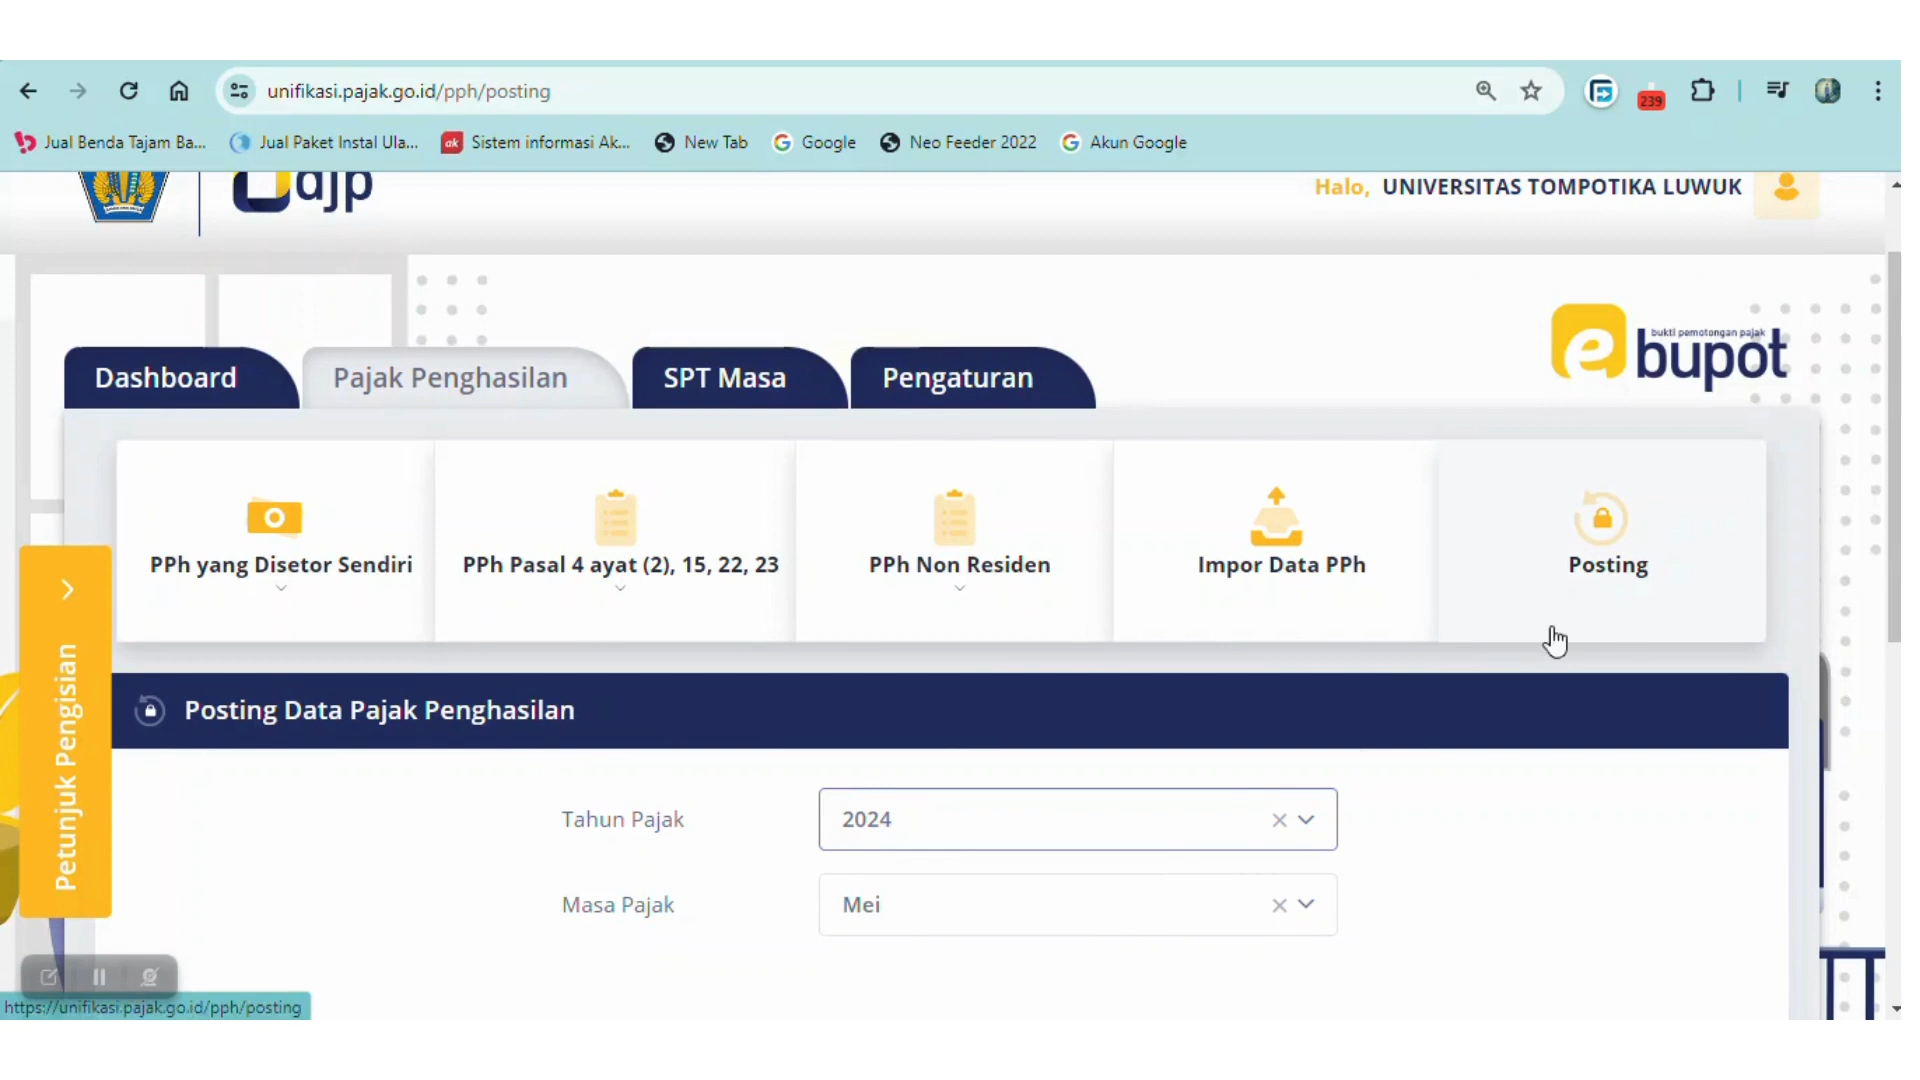 unifikasi.pajak.go.id/pph/posting
239
Jual Benda Tajam Ba...
Jual Paket Instal Ula...
ak
Sistem informasi Ak...
New Tab
Google
Neo Feeder 2022
Akun Google
djp
Halo, UNIVERSITAS TOMPOTIKA LUWUK
bukti pemotongan pajak
e bupot
Dashboard
Pajak Penghasilan
SPT Masa
Pengaturan
PPh yang Disetor Sendiri
PPh Pasal 4 ayat (2), 15, 22, 23
PPh Non Residen
Impor Data PPh
Posting
Petunjuk Pengisian
Posting Data Pajak Penghasilan
Tahun Pajak
2024
Masa Pajak
Mei
https://unifikasi.pajak.go.id/pph/posting